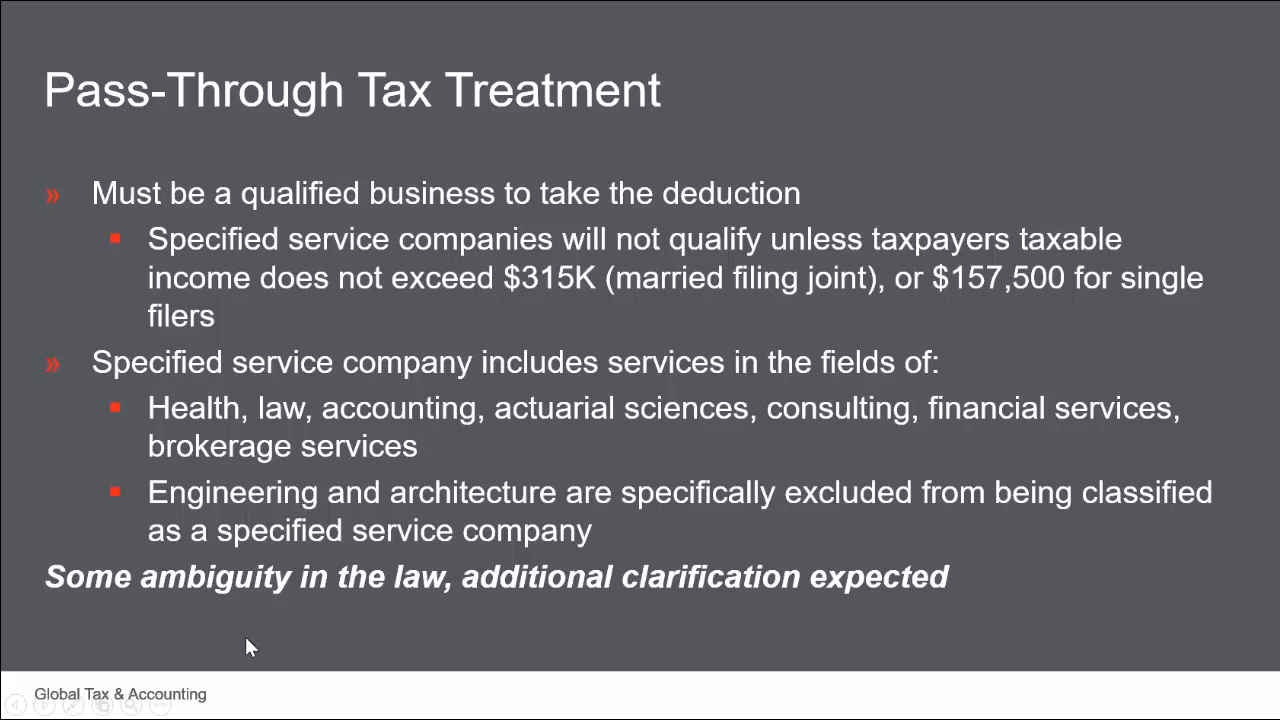 Pass-Through Tax Treatment
» Must be a qualified business to take the deduction
▪ Specified service companies will not qualify unless taxpayers taxable
income does not exceed $315K (married filing joint), or $157,500 for single
filers
» Specified service company includes services in the fields of:
▪ Health, law, accounting, actuarial sciences, consulting, financial services,
brokerage services
▪ Engineering and architecture are specifically excluded from being classified
as a specified service company
Some ambiguity in the law, additional clarification expected
Global Tax & Accounting